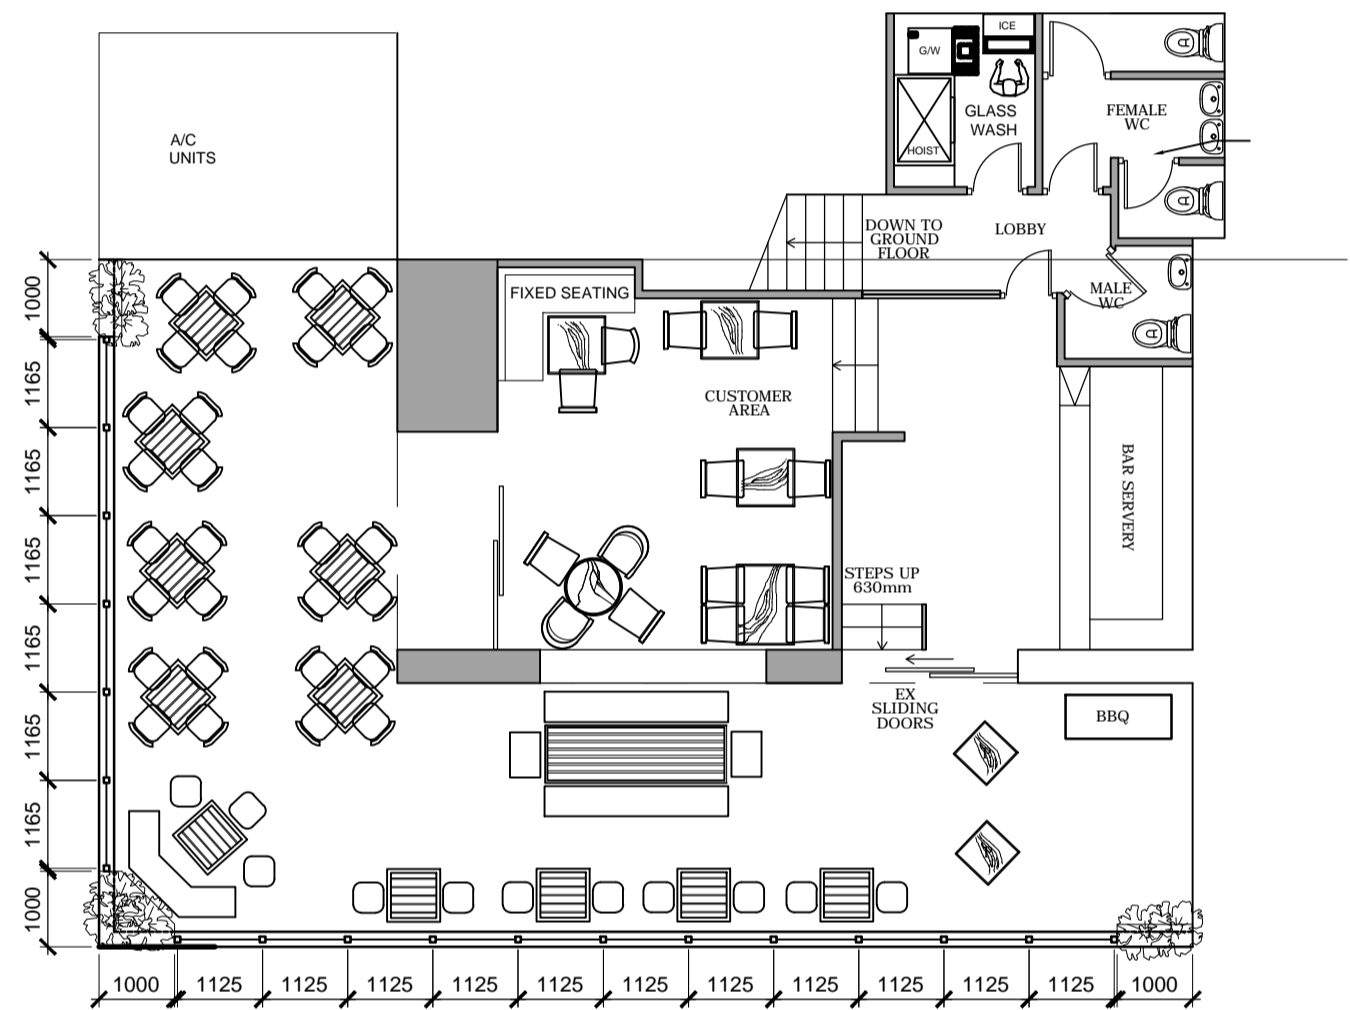 ICE
G/W
GLASS
WASH
HOIST
FEMALE
WC
A/C
UNITS
DOWN TO
GROUND
FLOOR
LOBBY
MALE
WC
FIXED SEATING
CUSTOMER
AREA
BAR SERVERY
STEPS UP
630mm
EX
SLIDING
DOORS
BBQ
1000
1165
1165
1165
1165
1165
1165
1000
1000
1125
1125
1125
1125
1125
1125
1125
1125
1125
1125
1125
1000